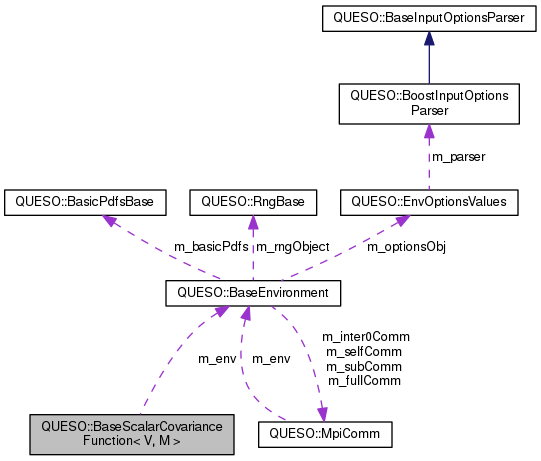 QUESO::BaseInputOptionsParser
QUESO::BoostInputOptions
Parser
m_parser
QUESO::BasicPdfsBase
QUESO::RngBase
QUESO::EnvOptionsValues
m_basicPdfs
m_rngObject
m_optionsObj
QUESO::BaseEnvironment
m_env
m_env
m_inter0Comm
m_selfComm
m_subComm
m_fullComm
QUESO::BaseScalarCovariance
Function< V, M >
QUESO::MpiComm